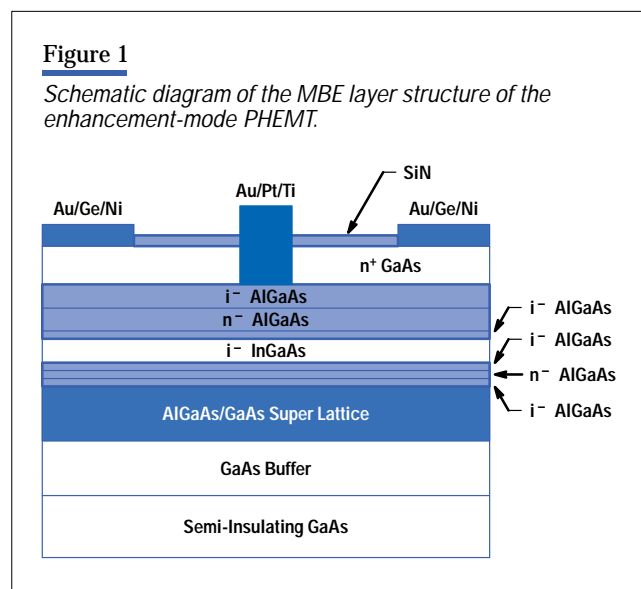 Figure 1
Schematic diagram of the MBE layer structure of the
enhancement-mode PHEMT.
SiN
Au/Pt/Ti
Au/Ge/Ni
Au/Ge/Ni
n⁺ GaAs
i⁻ AlGaAs
n⁻ AlGaAs
i⁻ AlGaAs
i⁻ InGaAs
i⁻ AlGaAs
n⁻ AlGaAs
i⁻ AlGaAs
AlGaAs/GaAs Super Lattice
GaAs Buffer
Semi-Insulating GaAs